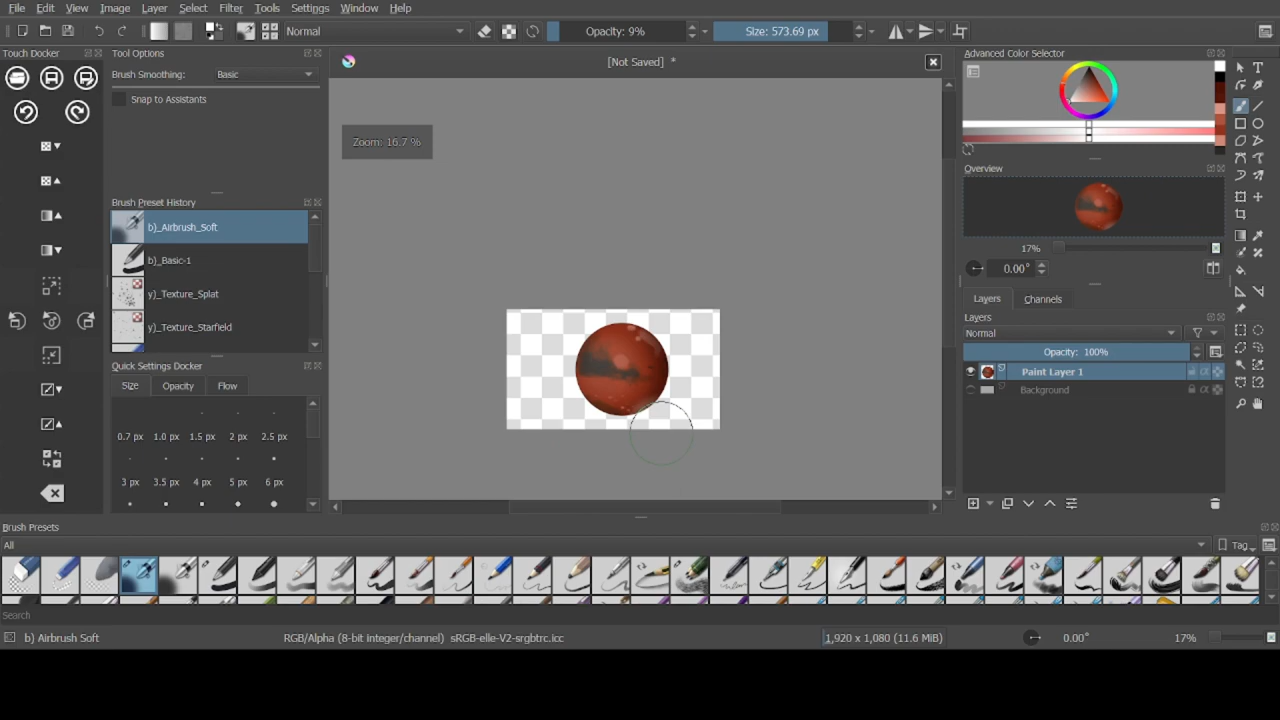 File Edit View Image Layer Select Filter Tools Settings Window Help
Normal Opacity: 9% Size: 573.69 px
Touch Docker
Tool Options
[Not Saved] *
Advanced Color Selector
Brush Smoothing: Basic
Snap to Assistants
Zoom: 16.7 %
Overview
Brush Preset History
b)_Airbrush_Soft
b)_Basic-1
y)_Texture_Splat
y)_Texture_Starfield
17%
0.00°
Layers Channels
Layers
Normal
Opacity: 100%
Paint Layer 1
Background
Quick Settings Docker
Size Opacity Flow
0.7 px 1.0 px 1.5 px 2 px 2.5 px
3 px 3.5 px 4 px 5 px 6 px
Brush Presets
All
Tag
Search
b) Airbrush Soft
RGB/Alpha (8-bit integer/channel) sRGB-elle-V2-srgbtrc.icc
1,920 x 1,080 (11.6 MiB)
0.00°
17%